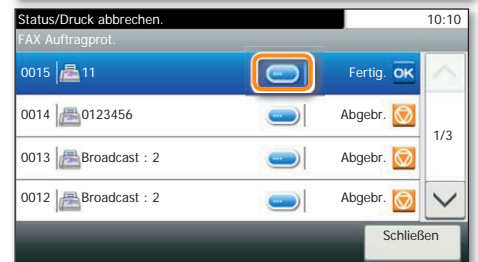 Status/Druck abbrechen. 10:10
FAX Auftragprot.
0015 11 Fertig. OK
0014 0123456 Abgebr.
0013 Broadcast : 2 Abgebr.
1/3
0012 Broadcast : 2 Abgebr.
Schließen